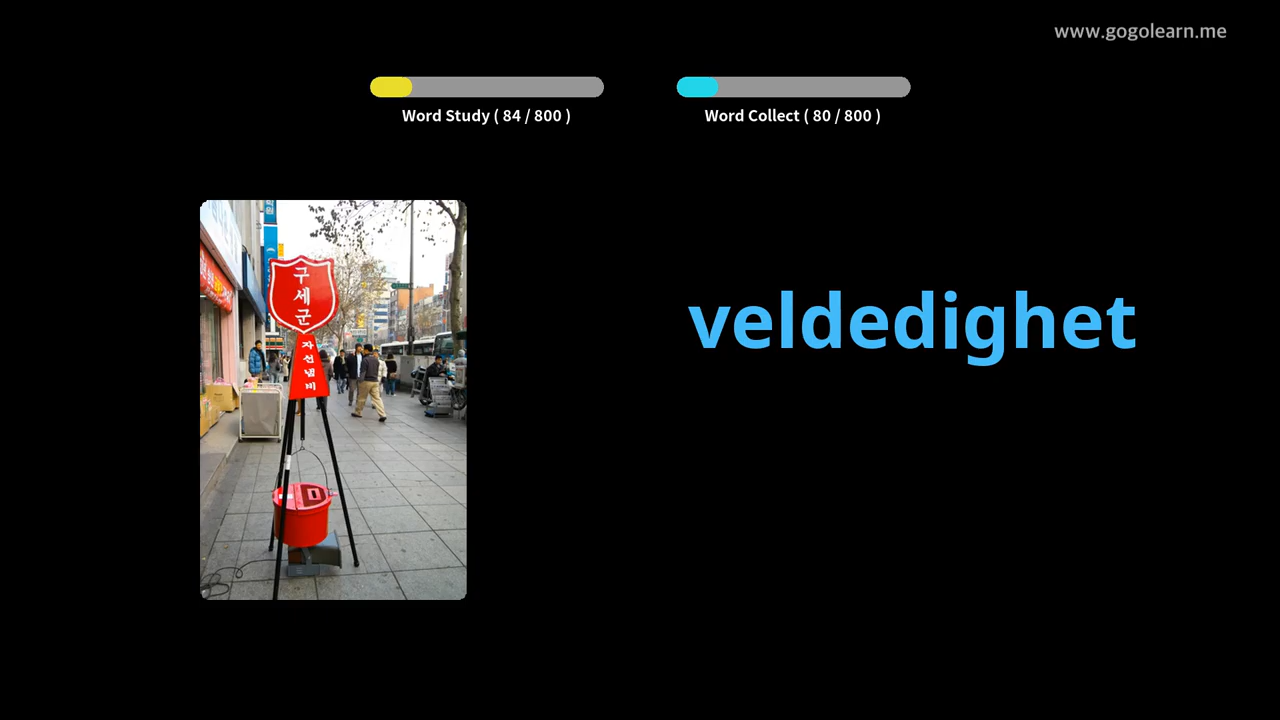 www.gogolearn.me
Word Study ( 84 / 800 )
Word Collect ( 80 / 800 )
veldedighet
구
세
군
자
선
냄
비